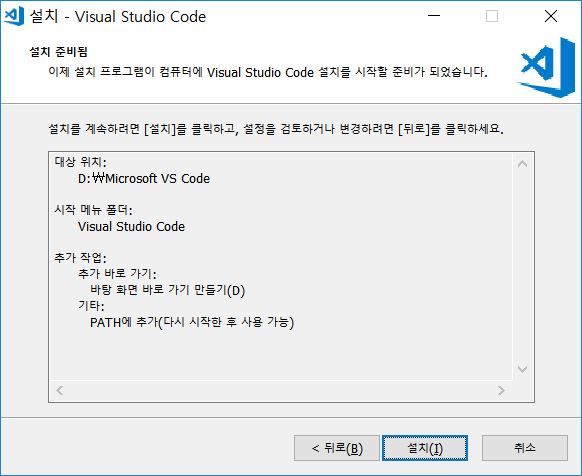 설치 - Visual Studio Code
설치 준비됨
이제 설치 프로그램이 컴퓨터에 Visual Studio Code 설치를 시작할 준비가 되었습니다.
설치를 계속하려면 [설치]를 클릭하고, 설정을 검토하거나 변경하려면 [뒤로]를 클릭하세요.
대상 위치:
D:₩Microsoft VS Code
시작 메뉴 폴더:
Visual Studio Code
추가 작업:
추가 바로 가기:
바탕 화면 바로 가기 만들기(D)
기타:
PATH에 추가(다시 시작한 후 사용 가능)
< 뒤로(B) 설치(I) 취소